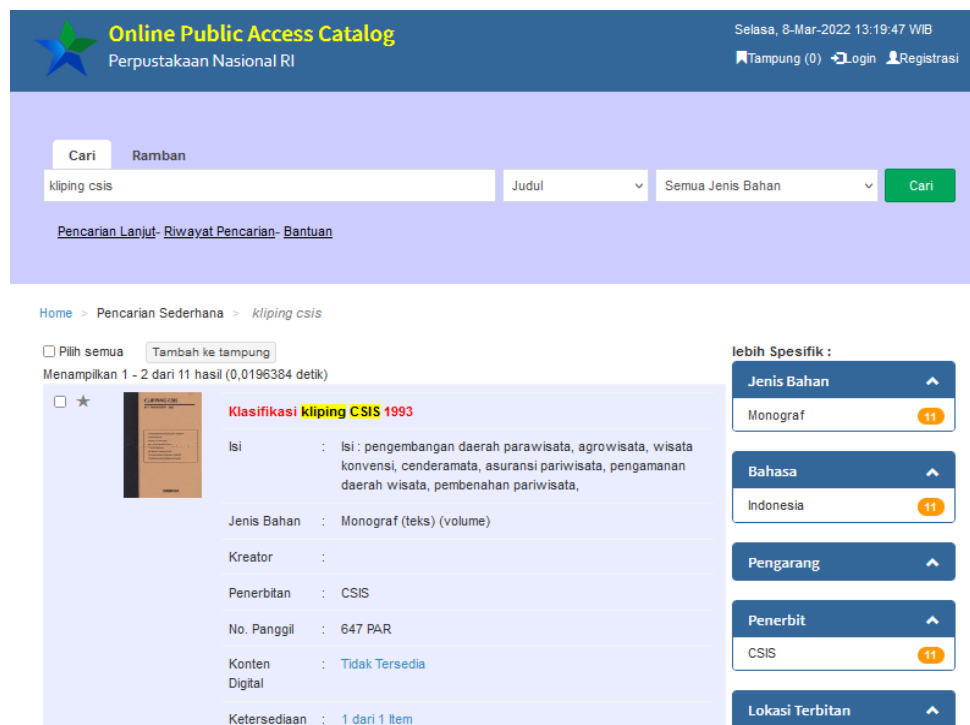 Online Public Access Catalog
Perpustakaan Nasional RI
Selasa, 8-Mar-2022 13:19:47 WIB
Tampung (0) Login Registrasi
Cari Ramban
kliping csis Judul Semua Jenis Bahan Cari
Pencarian Lanjut- Riwayat Pencarian- Bantuan
Home > Pencarian Sederhana > kliping csis
Pilih semua Tambah ke tampung
Menampilkan 1 - 2 dari 11 hasil (0,0196384 detik)
Klasifikasi kliping CSIS 1993
Isi : Isi : pengembangan daerah parawisata, agrowisata, wisata
konvensi, cenderamata, asuransi pariwisata, pengamanan
daerah wisata, pembenahan pariwisata,
Jenis Bahan : Monograf (teks) (volume)
Kreator :
Penerbitan : CSIS
No. Panggil : 647 PAR
Konten : Tidak Tersedia
Digital
Ketersediaan : 1 dari 1 Item
lebih Spesifik :
Jenis Bahan
Monograf 11
Bahasa
Indonesia 11
Pengarang
Penerbit
CSIS 11
Lokasi Terbitan